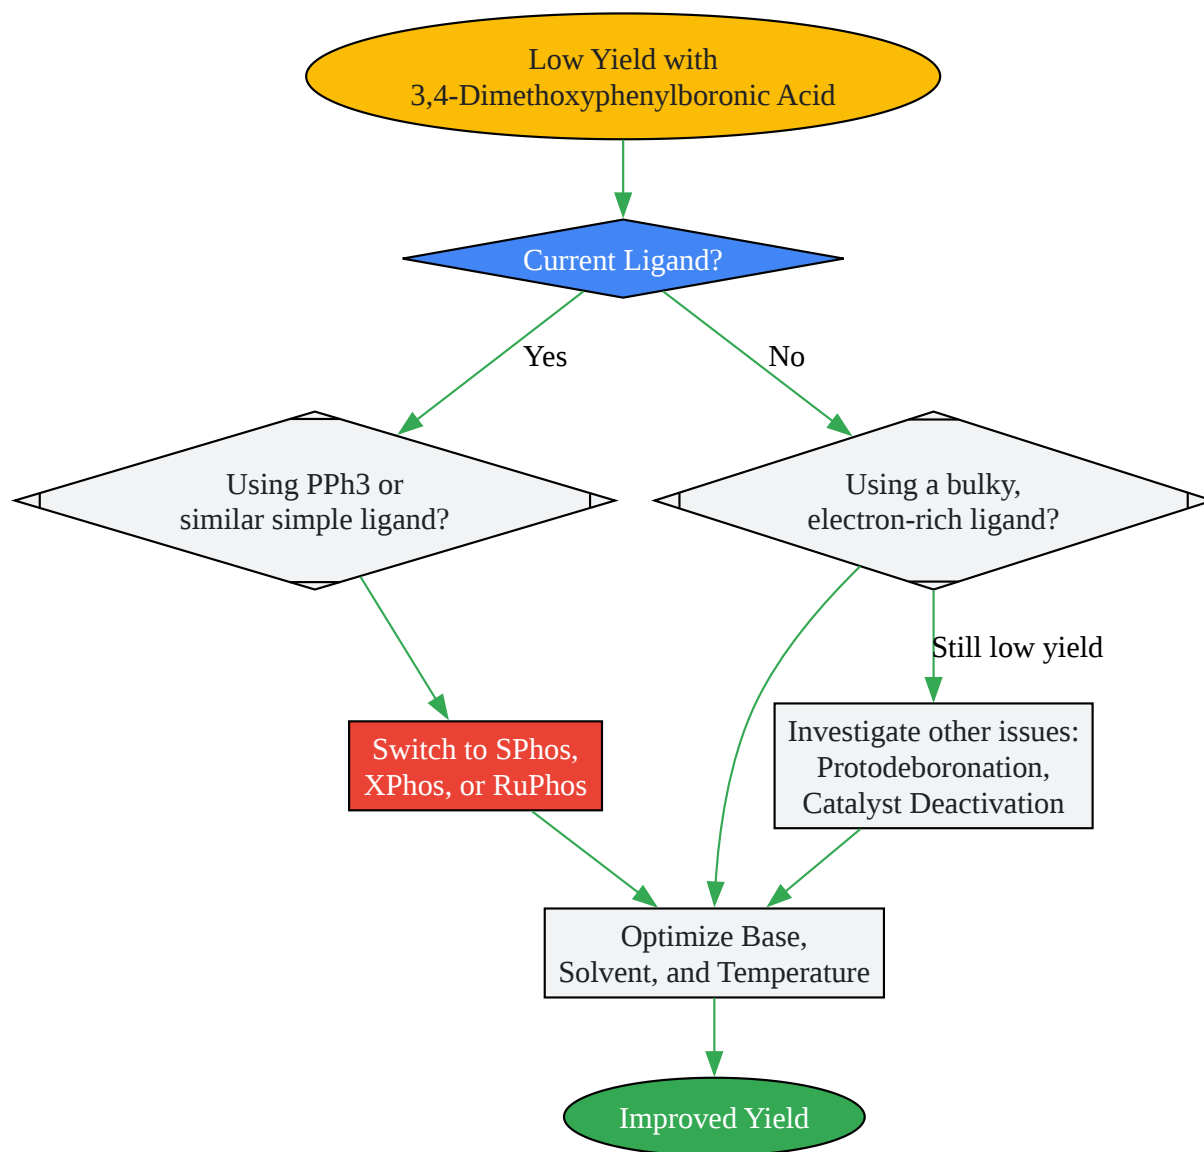 Low Yield with
3,4-Dimethoxyphenylboronic Acid
Current Ligand?
Yes
No
Using PPh3 or
similar simple ligand?
Using a bulky,
electron-rich ligand?
Still low yield
Switch to SPhos,
XPhos, or RuPhos
Investigate other issues:
Protodeboronation,
Catalyst Deactivation
Optimize Base,
Solvent, and Temperature
Improved Yield